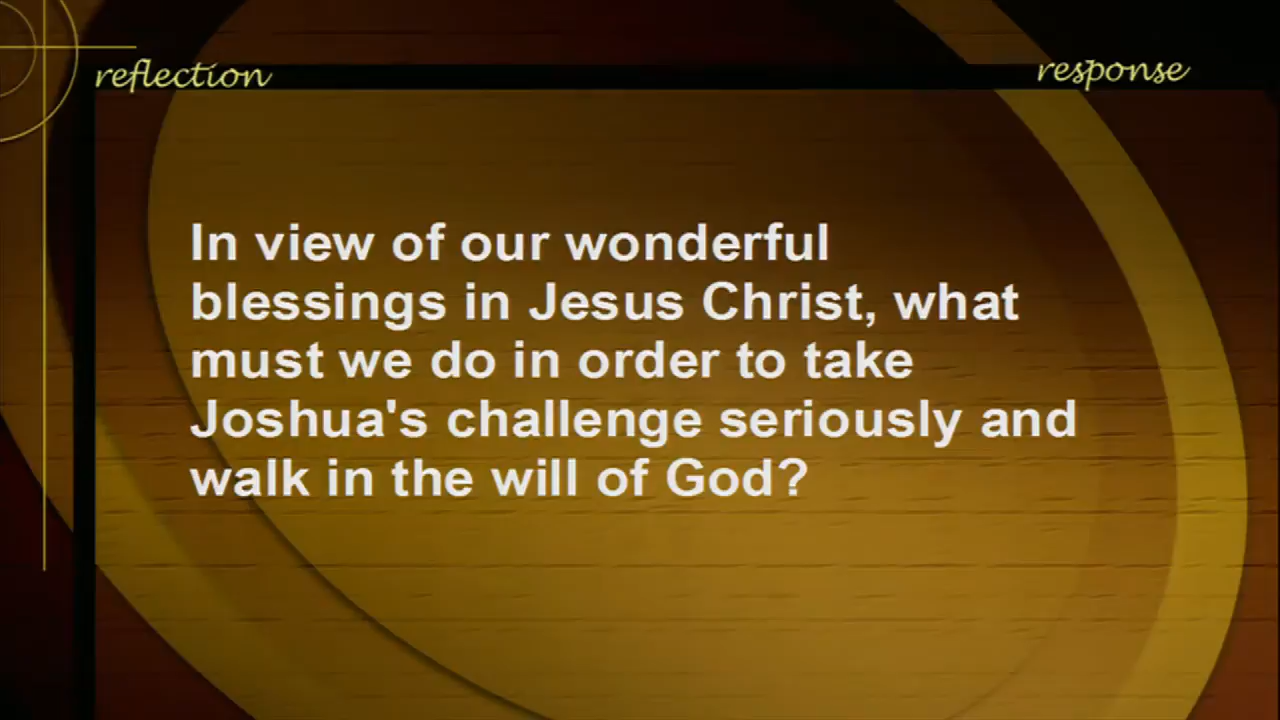 reflection
response
In view of our wonderful
blessings in Jesus Christ, what
must we do in order to take
Joshua's challenge seriously and
walk in the will of God?